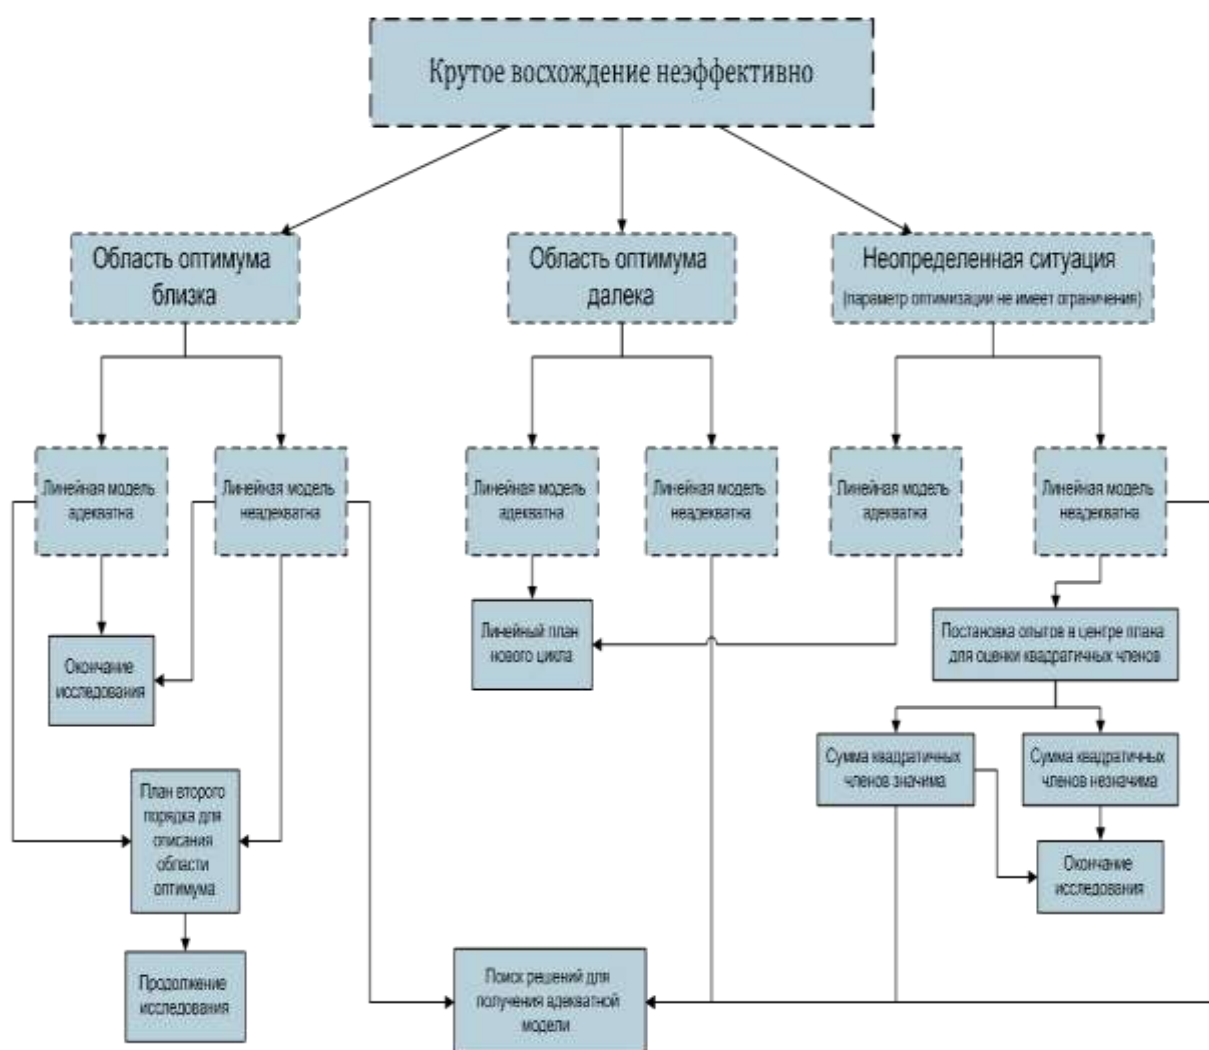 Крутое восхождение неэффективно
Область оптимума
близка
Область оптимума
далека
Неопределенная ситуация
(параметр оптимизации не имеет ограничения)
Линейная модель
адекватна
Линейная модель
неадекватна
Линейная модель
адекватна
Линейная модель
неадекватна
Линейная модель
адекватна
Линейная модель
неадекватна
Окончание
исследования
Линейный план
нового цикла
Постановка опытов в центре плана
для оценки квадратичных членов
Сумма квадратичных
членов значима
Сумма квадратичных
членов незначима
План второго
порядка для
описания
области
оптимума
Окончание
исследования
Продолжение
исследования
Поиск решений для
получения адекватной
модели